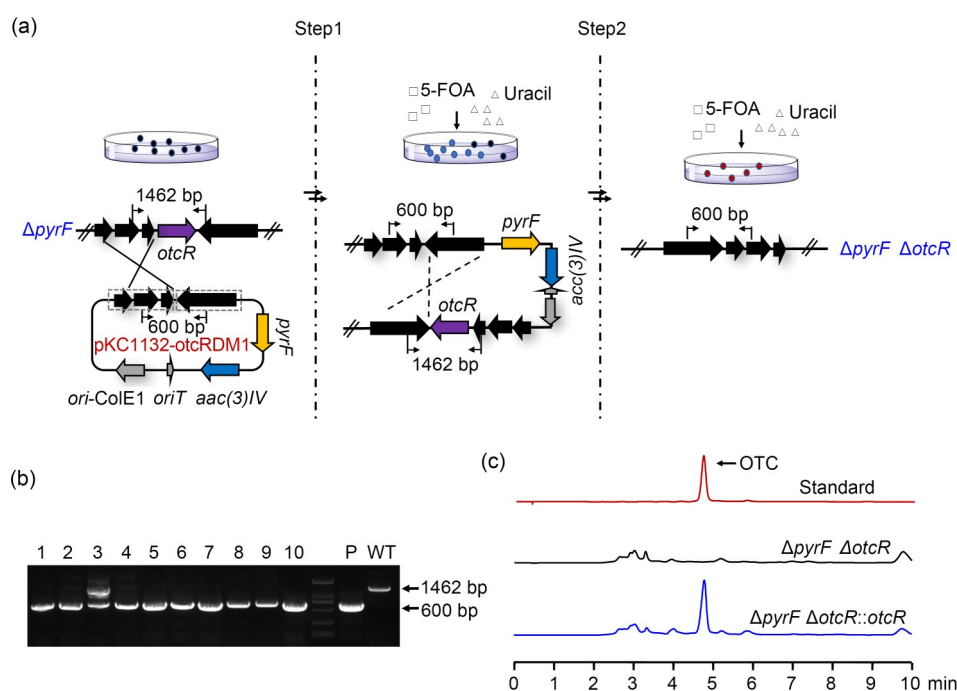 (a)
Step1
Step2
5-FOA
Uracil
5-FOA
Uracil
1462 bp
ΔpyrF
otcR
600 bp
pKC1132-otcRDM1
pyrF
ori-ColE1
oriT
aac(3)IV
600 bp
pyrF
acc(3)IV
otcR
1462 bp
600 bp
ΔpyrF ΔotcR
(b)
1 2 3 4 5 6 7 8 9 10 P WT
1462 bp
600 bp
(c)
OTC
Standard
ΔpyrF ΔotcR
ΔpyrF ΔotcR::otcR
0 1 2 3 4 5 6 7 8 9 10 min